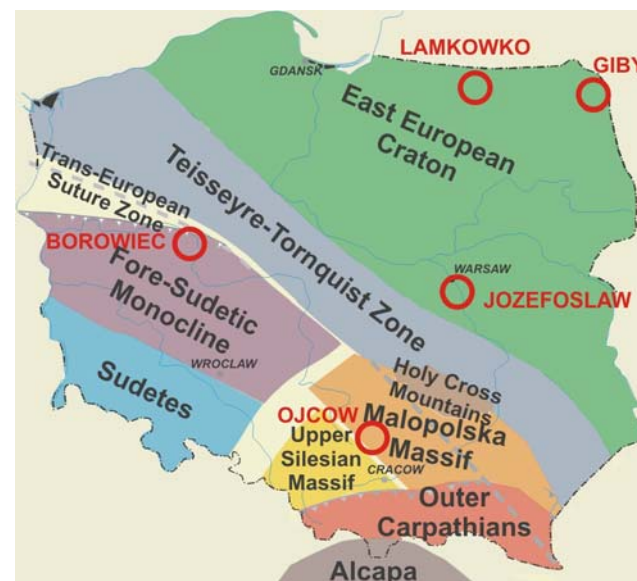 LAMKOWKO
GIBY
GDANSK
East European
Craton
Trans-European
Suture Zone
Teisseyre-Tornquist Zone
BOROWIEC
WARSAW
JOZEFOSLAW
Fore-Sudetic
Monocline
WROCLAW
Sudetes
Holy Cross
Mountains
OJCOW
Malopolska
Massif
Upper
Silesian
Massif
CRACOW
Outer
Carpathians
Alcapa